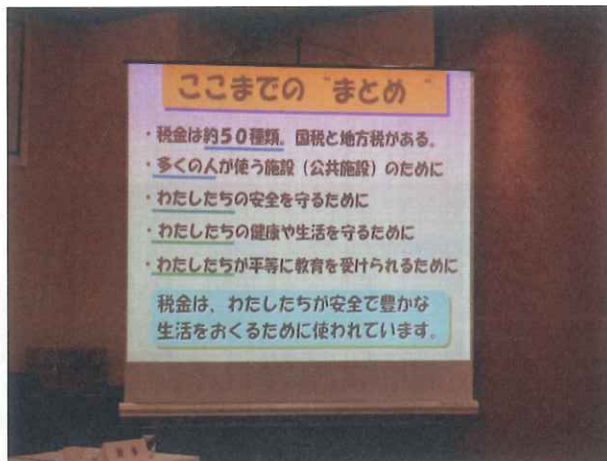 ここまでの "まとめ"
・税金は約50種類。国税と地方税がある。
・多くの人が使う施設(公共施設)のために
・わたしたちの安全を守るために
・わたしたちの健康や生活を守るために
・わたしたちが平等に教育を受けられるために
税金は、わたしたちが安全で豊かな
生活をおくるために使われています。